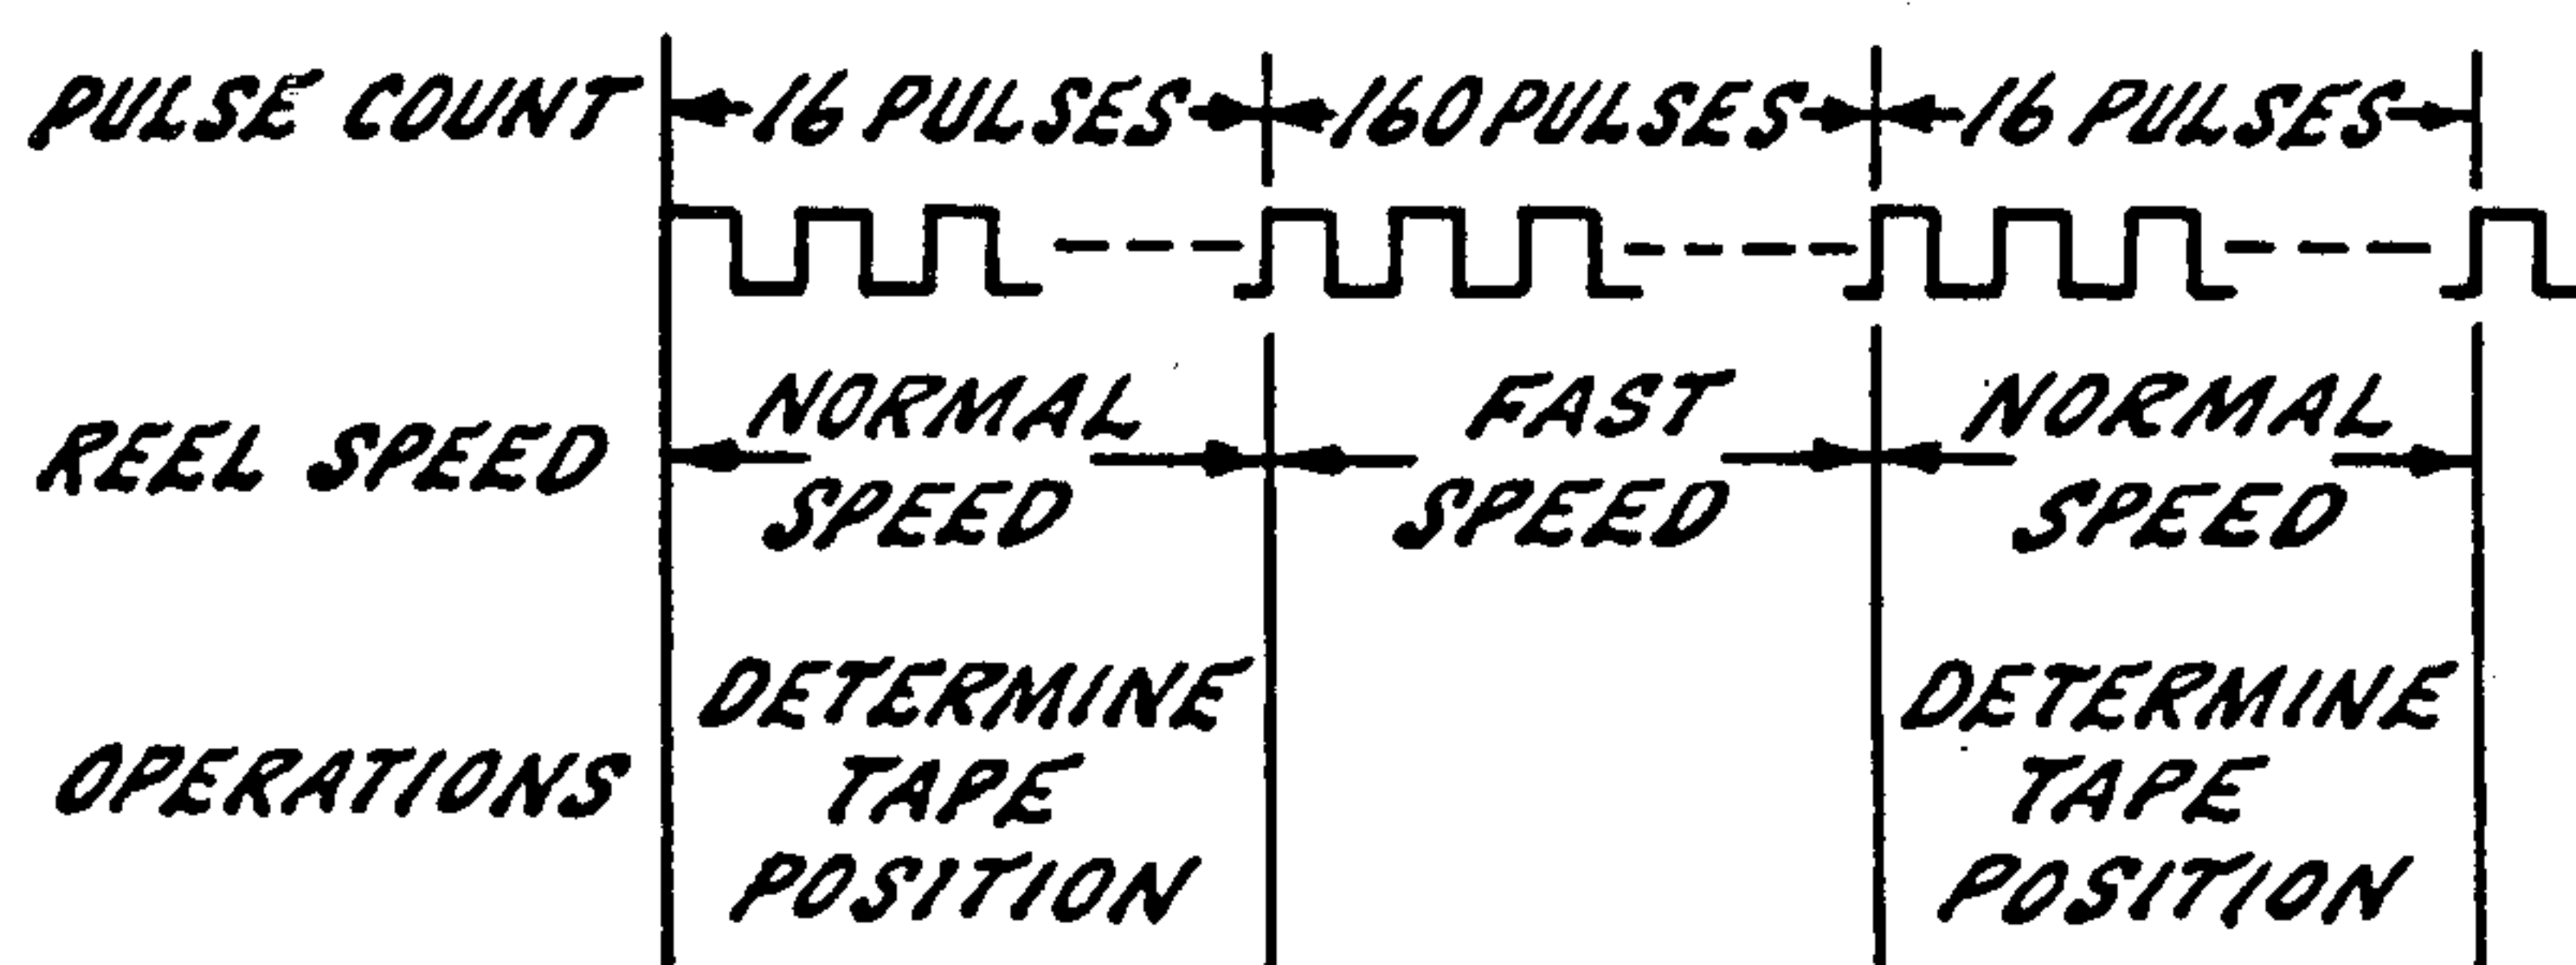 PULSE COUNT 16 PULSES 160 PULSES 16 PULSES
REEL SPEED NORMAL SPEED FAST SPEED NORMAL SPEED
OPERATIONS DETERMINE TAPE POSITION DETERMINE TAPE POSITION